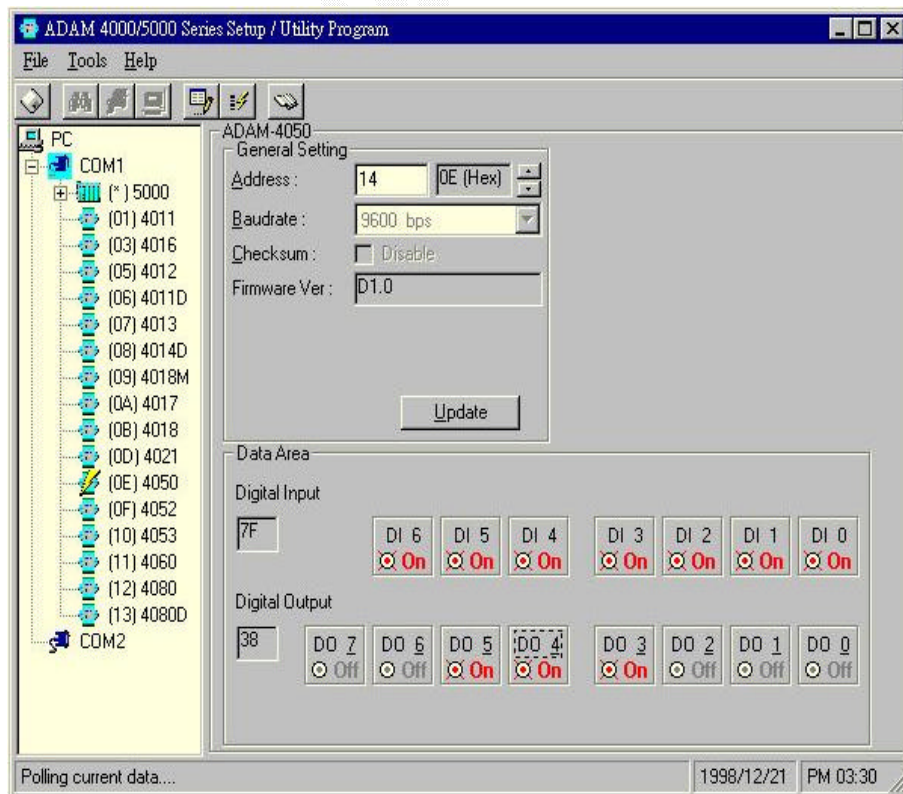 ADAM 4000/5000 Series Setup / Utility Program
File Tools Help
PC
COM1
(*) 5000
(01) 4011
(03) 4016
(05) 4012
(06) 4011D
(07) 4013
(08) 4014D
(09) 4018M
(0A) 4017
(0B) 4018
(0D) 4021
(0E) 4050
(0F) 4052
(10) 4053
(11) 4060
(12) 4080
(13) 4080D
COM2
ADAM-4050
General Setting
Address : 14 0E (Hex)
Baudrate : 9600 bps
Checksum : Disable
Firmware Ver : D1.0
Update
Data Area
Digital Input
7F
DI 6 DI 5 DI 4 DI 3 DI 2 DI 1 DI 0
On On On On On On On
Digital Output
38
DO 7 DO 6 DO 5 DO 4 DO 3 DO 2 DO 1 DO 0
Off Off On On On Off Off Off
Polling current data.... 1998/12/21 PM 03:30